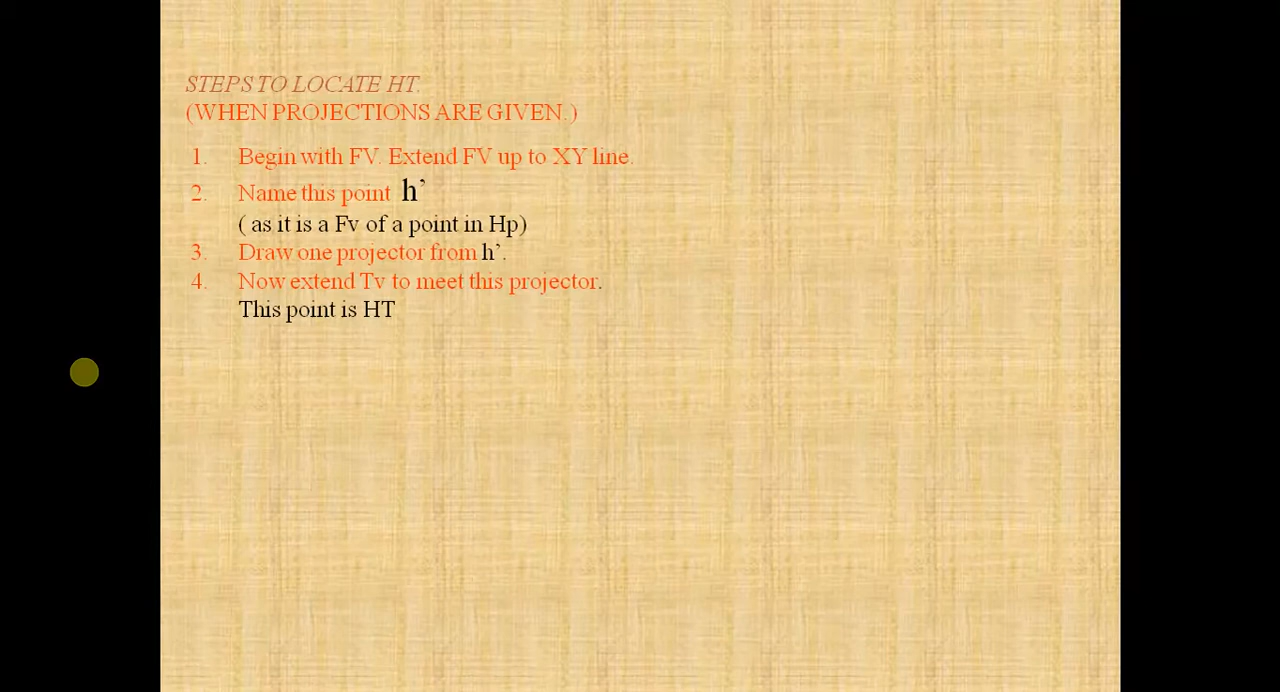 STEPS TO LOCATE HT.
(WHEN PROJECTIONS ARE GIVEN.)
1. Begin with FV. Extend FV up to XY line.
2. Name this point h’
( as it is a Fv of a point in Hp)
3. Draw one projector from h’.
4. Now extend Tv to meet this projector.
This point is HT